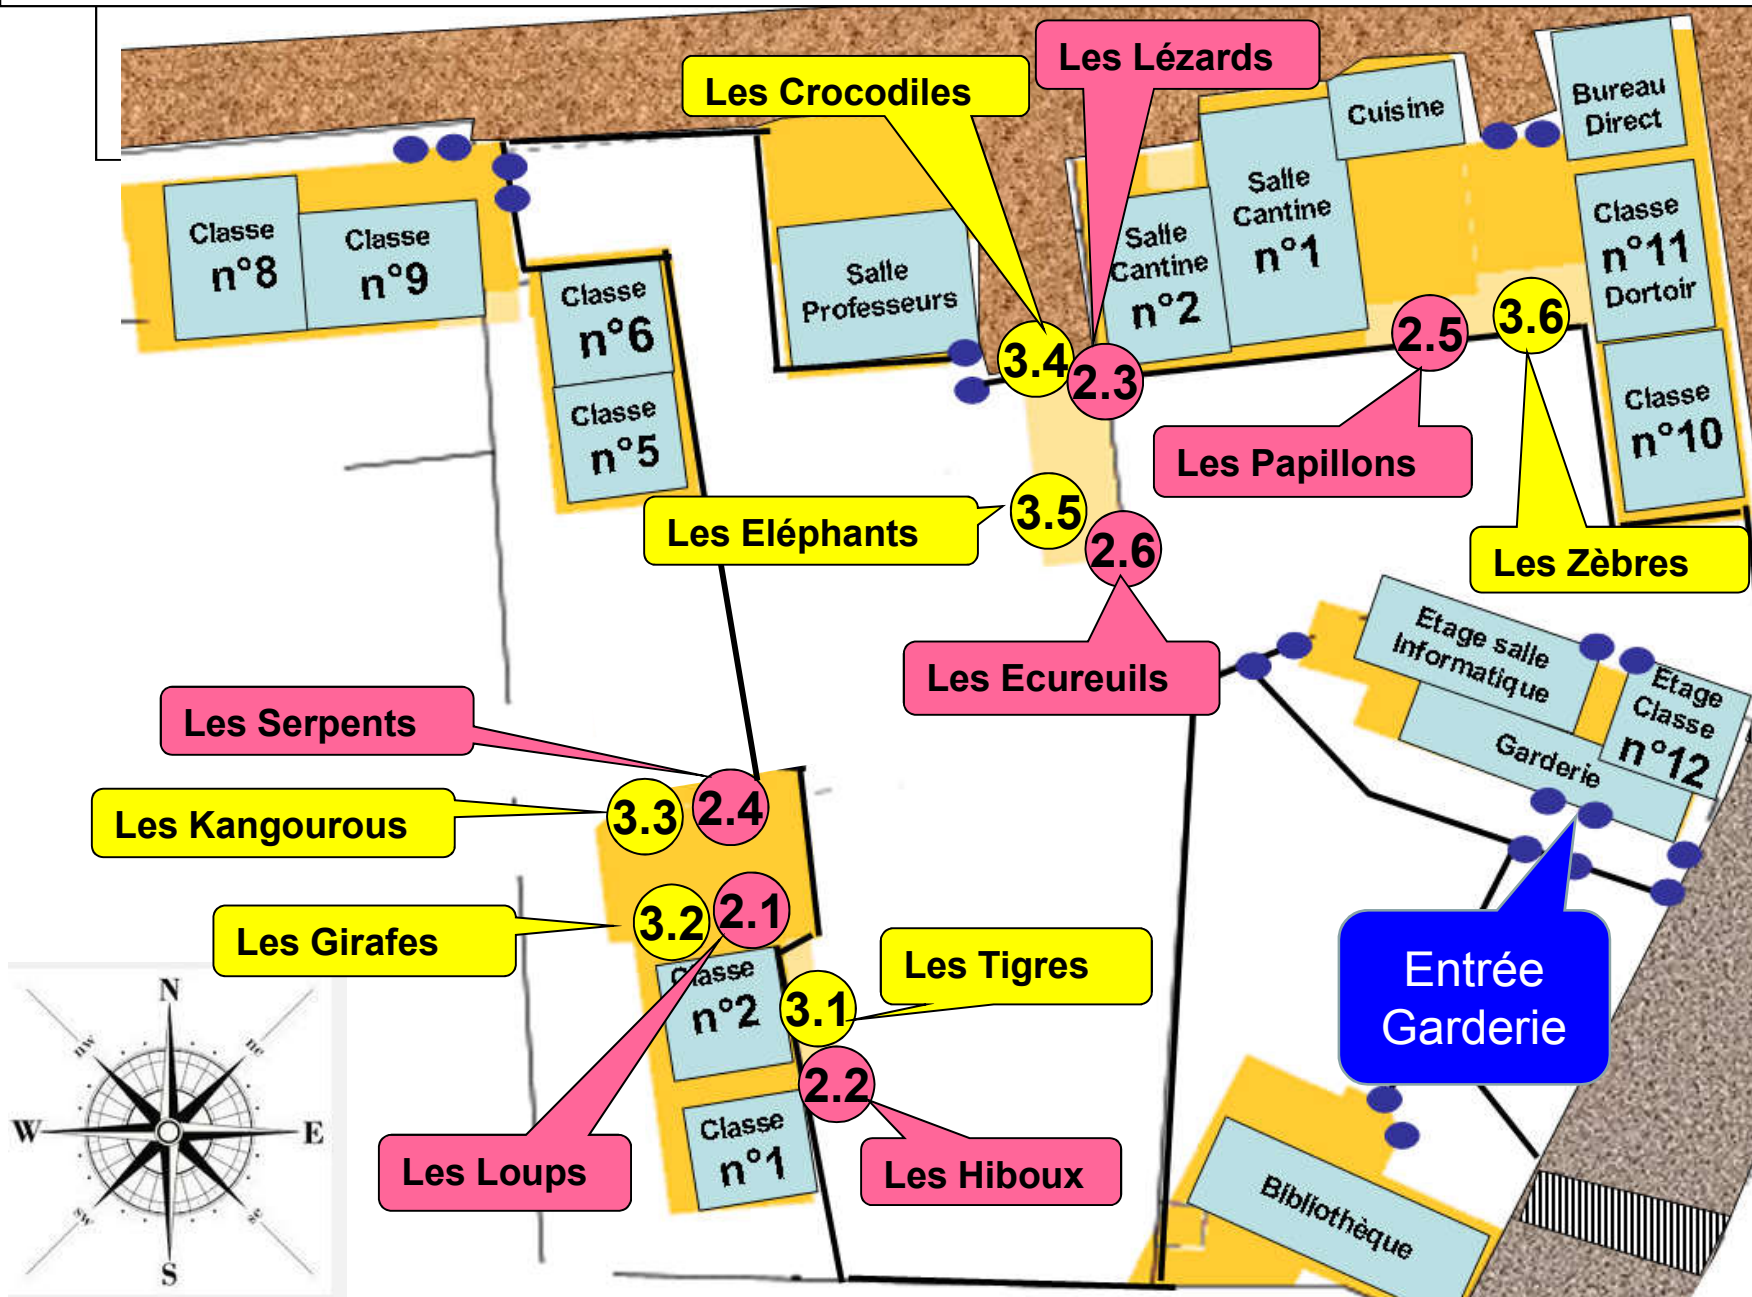 Les Lézards
Les Crocodiles
Cuisine
Bureau
Direct
Classe
n°8
Classe
n°9
Classe
n°6
Classe
n°5
Salle
Professeurs
Salle
Cantine
n°2
Salle
Cantine
n°1
Classe
n°11
Dortoir
Classe
n°10
3.4
2.3
2.5
3.6
Les Papillons
Les Eléphants
3.5
2.6
Les Zèbres
Les Ecureuils
Etage salle
Informatique
Etage
Classe
n°12
Garderie
Les Serpents
Les Kangourous
3.3
2.4
Les Girafes
3.2
2.1
Les Tigres
Classe
n°2
3.1
2.2
Classe
n°1
Les Loups
Les Hiboux
Entrée
Garderie
Bibliothèque
N
nw
ne
W
E
sw
se
S